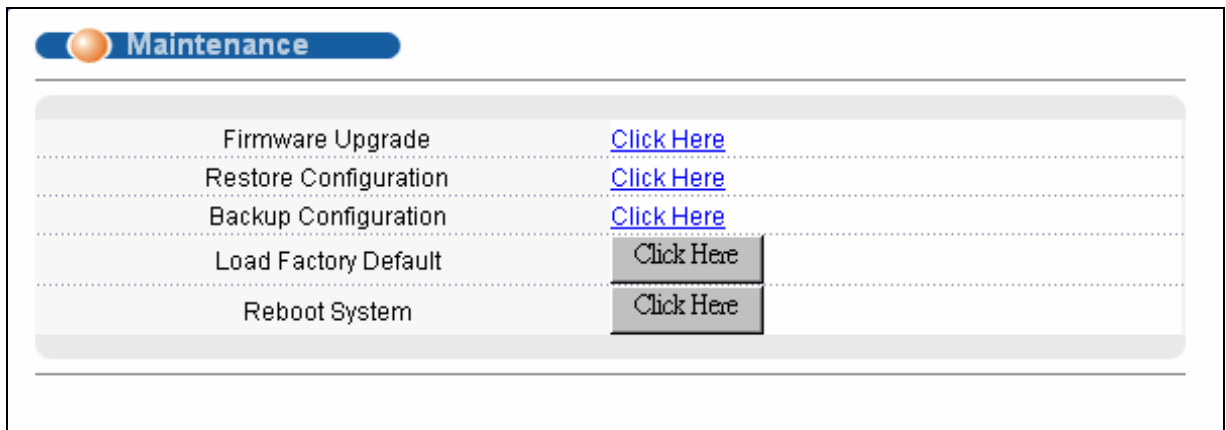 Maintenance
Firmware Upgrade Click Here
Restore Configuration Click Here
Backup Configuration Click Here
Load Factory Default Click Here
Reboot System Click Here